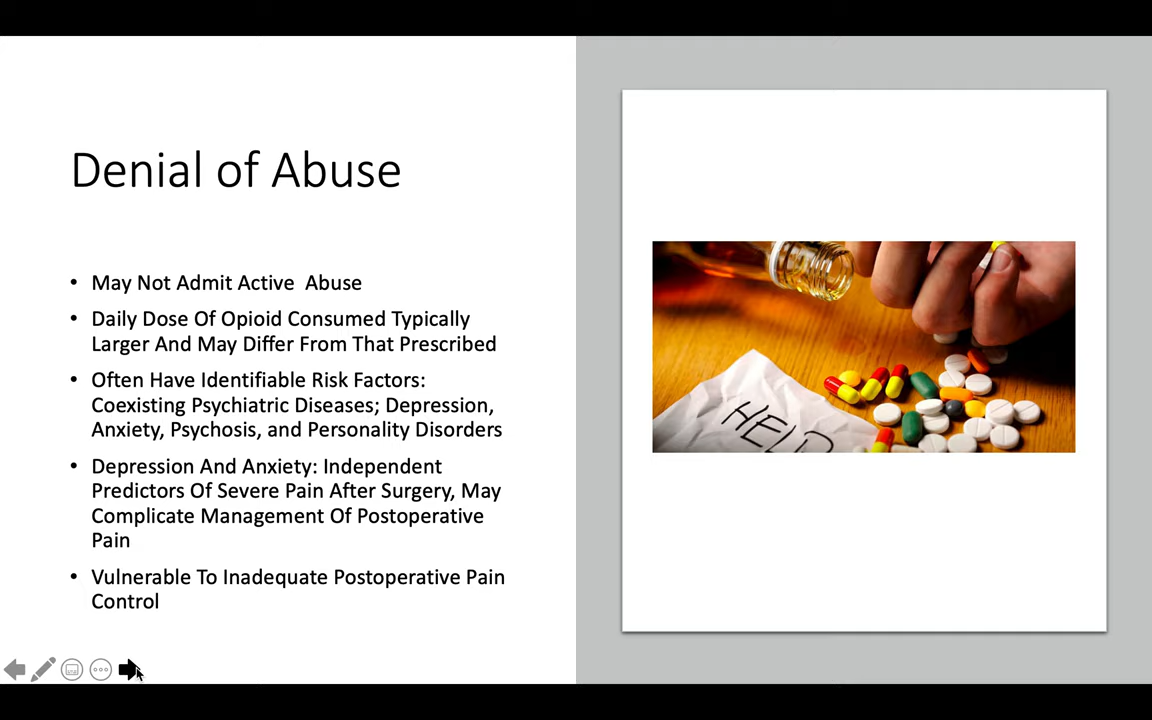 Denial of Abuse
• May Not Admit Active  Abuse
• Daily Dose Of Opioid Consumed Typically
Larger And May Differ From That Prescribed
• Often Have Identifiable Risk Factors:
Coexisting Psychiatric Diseases; Depression,
Anxiety, Psychosis, and Personality Disorders
• Depression And Anxiety: Independent
Predictors Of Severe Pain After Surgery, May
Complicate Management Of Postoperative
Pain
• Vulnerable To Inadequate Postoperative Pain
Control
HELP